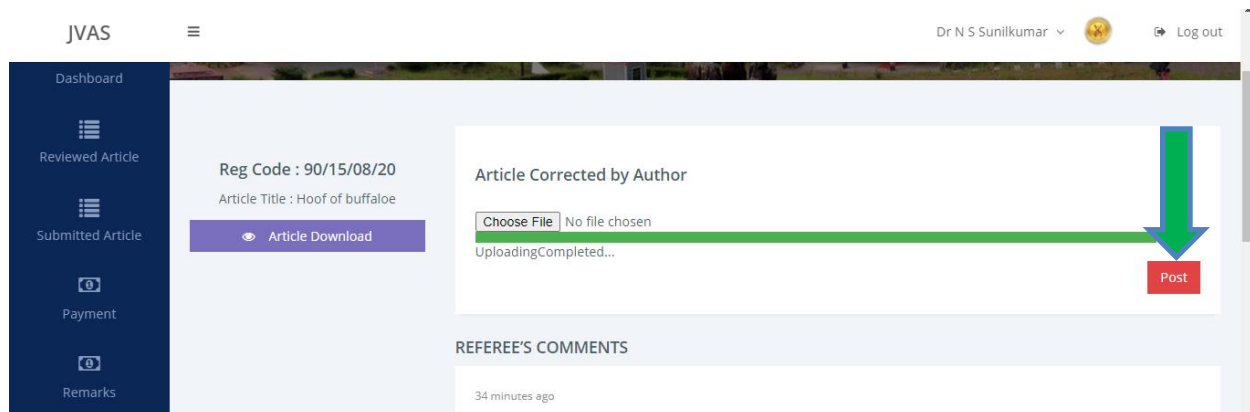 JVAS
Dr N S Sunilkumar
Log out
Dashboard
Reviewed Article
Submitted Article
Payment
Remarks
Reg Code : 90/15/08/20
Article Title : Hoof of buffaloe
Article Download
Article Corrected by Author
Choose File No file chosen
UploadingCompleted...
Post
REFEREE'S COMMENTS
34 minutes ago